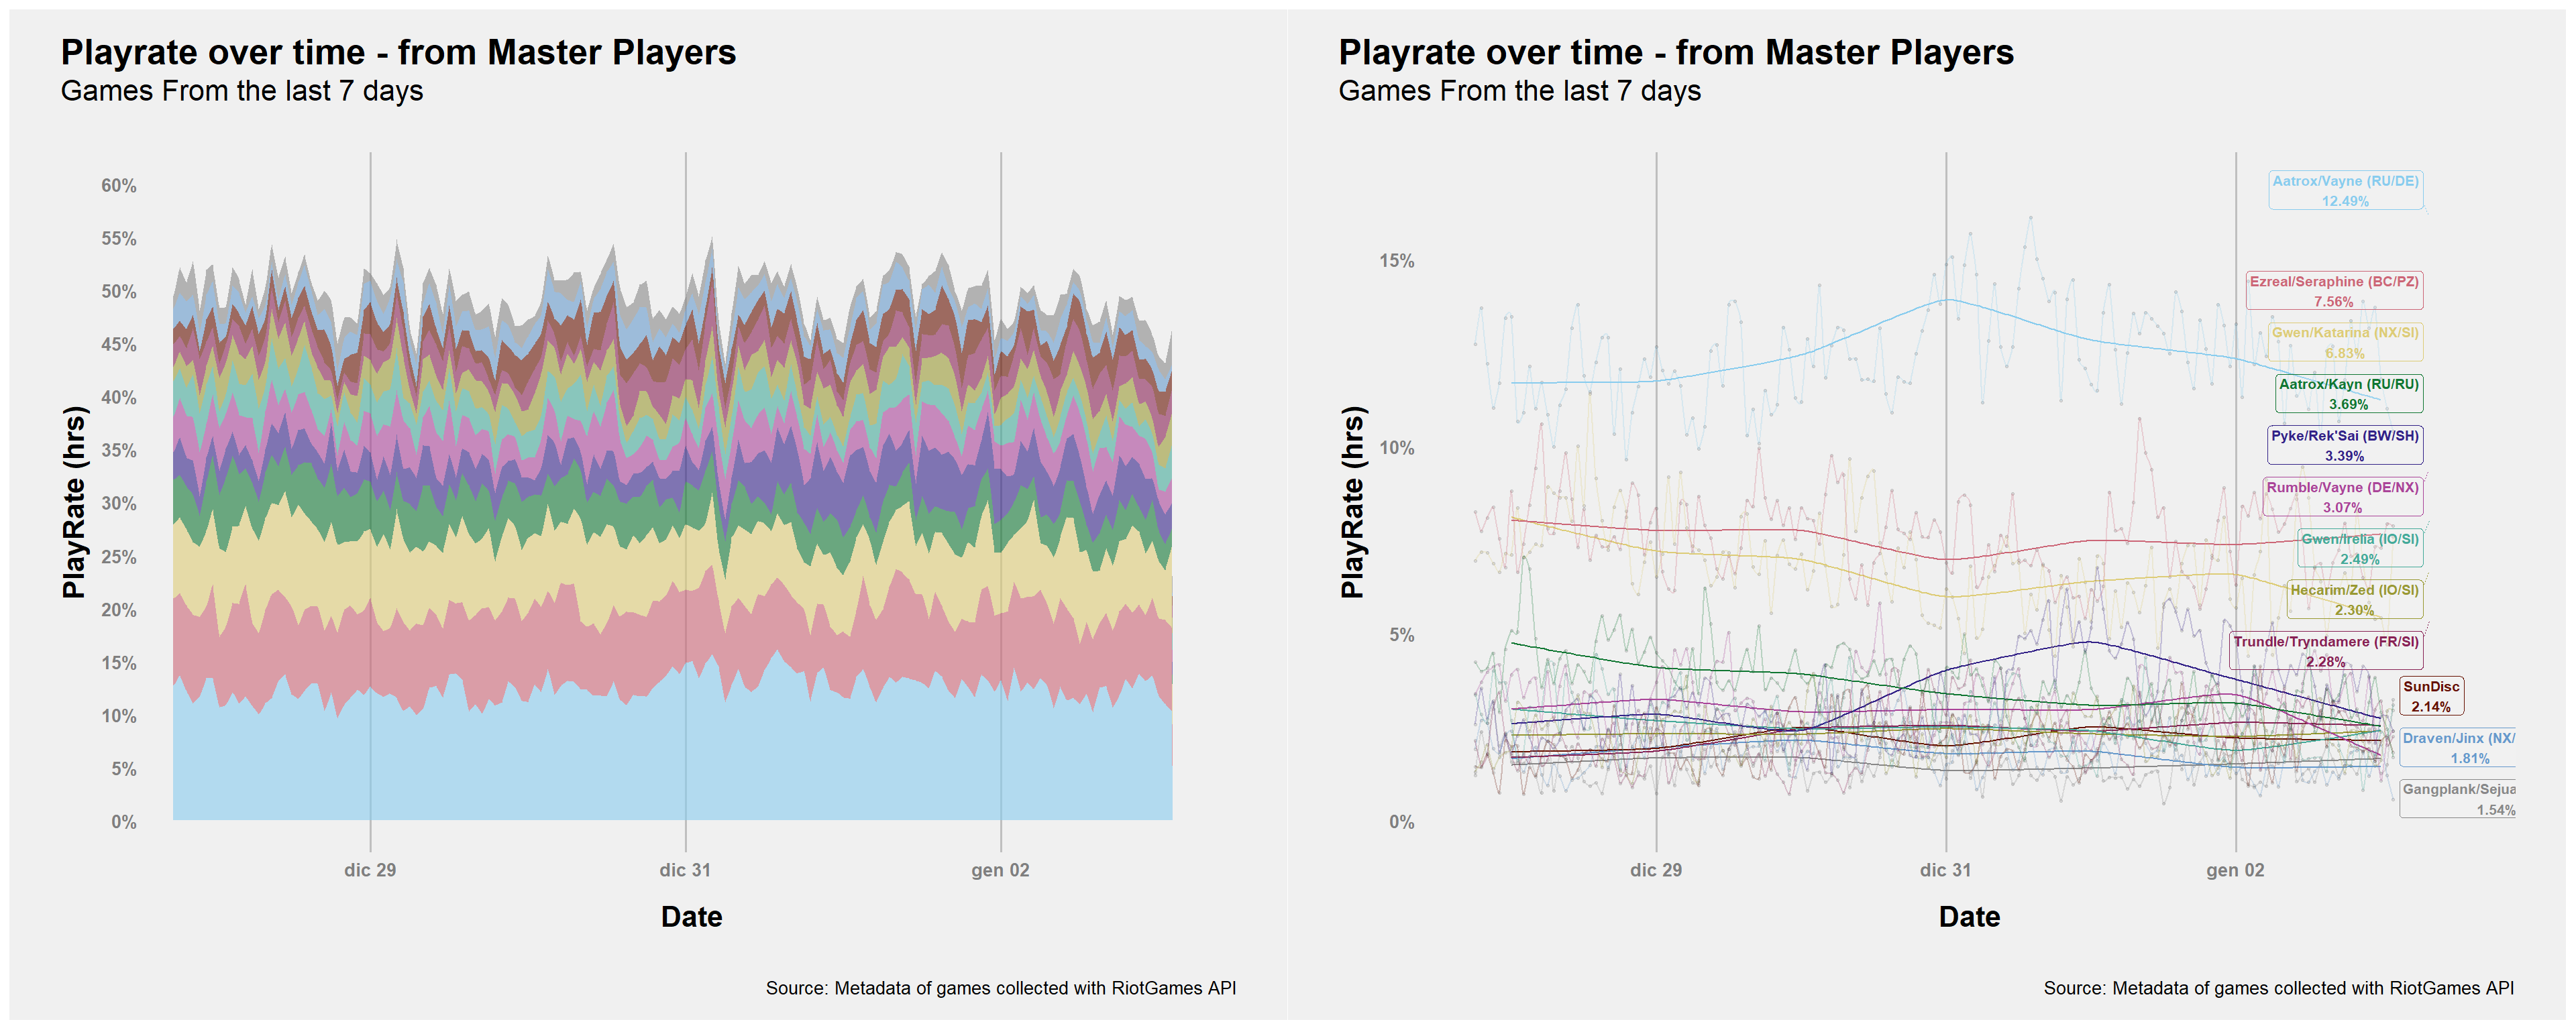 Playrate over time - from Master Players
Games From the last 7 days
PlayRate (hrs)
60%
55%
50%
45%
40%
35%
30%
25%
20%
15%
10%
5%
0%
dic 29
dic 31
gen 02
Date
Source: Metadata of games collected with RiotGames API
Playrate over time - from Master Players
Games From the last 7 days
PlayRate (hrs)
15%
10%
5%
0%
Aatrox/Vayne (RU/DE)
12.49%
Ezreal/Seraphine (BC/PZ)
7.56%
Gwen/Katarina (NX/SI)
6.83%
Aatrox/Kayn (RU/RU)
3.69%
Pyke/Rek'Sai (BW/SH)
3.39%
Rumble/Vayne (DE/NX)
3.07%
Gwen/Irelia (IO/SI)
2.49%
Hecarim/Zed (IO/SI)
2.30%
Trundle/Tryndamere (FR/SI)
2.28%
SunDisc
2.14%
Draven/Jinx (NX/
1.81%
Gangplank/Sejua
1.54%
dic 29
dic 31
gen 02
Date
Source: Metadata of games collected with RiotGames API